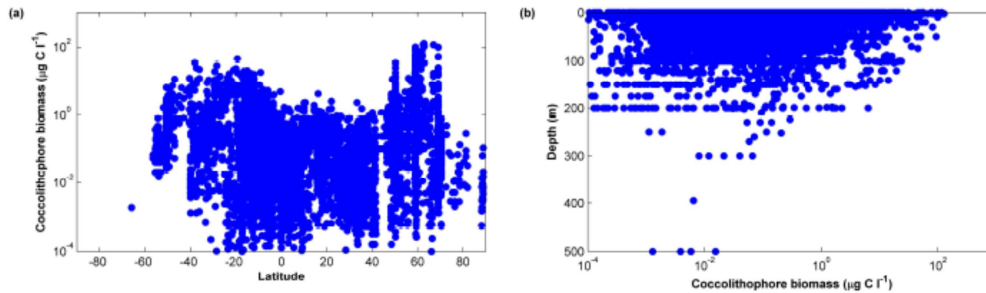 (a)
Coccolithcphore biomass (µg C l⁻¹)
10²
10⁰
10⁻²
10⁻⁴
-80 -60 -40 -20 0 20 40 60 80
Latitude
(b)
Depth (m)
0
100
200
300
400
500
10⁻⁴ 10⁻² 10⁰ 10²
Coccolithophore biomass (µg C l⁻¹)